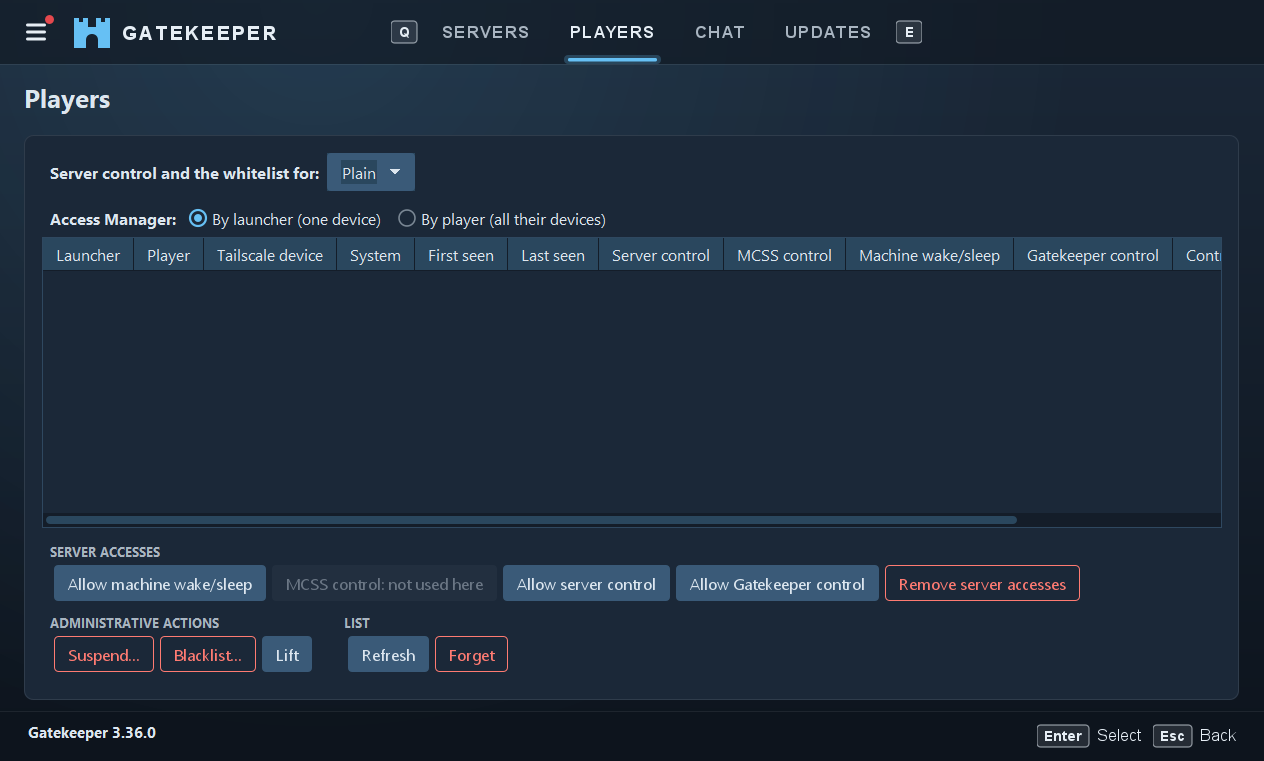 GATEKEEPER
Q SERVERS PLAYERS CHAT UPDATES E
Players
Server control and the whitelist for: Plain
Access Manager: By launcher (one device) By player (all their devices)
Launcher Player Tailscale device System First seen Last seen Server control MCSS control Machine wake/sleep Gatekeeper control Contr
SERVER ACCESSES
Allow machine wake/sleep MCSS control: not used here Allow server control Allow Gatekeeper control Remove server accesses
ADMINISTRATIVE ACTIONS LIST
Suspend... Blacklist... Lift Refresh Forget
Gatekeeper 3.36.0
Enter Select Esc Back